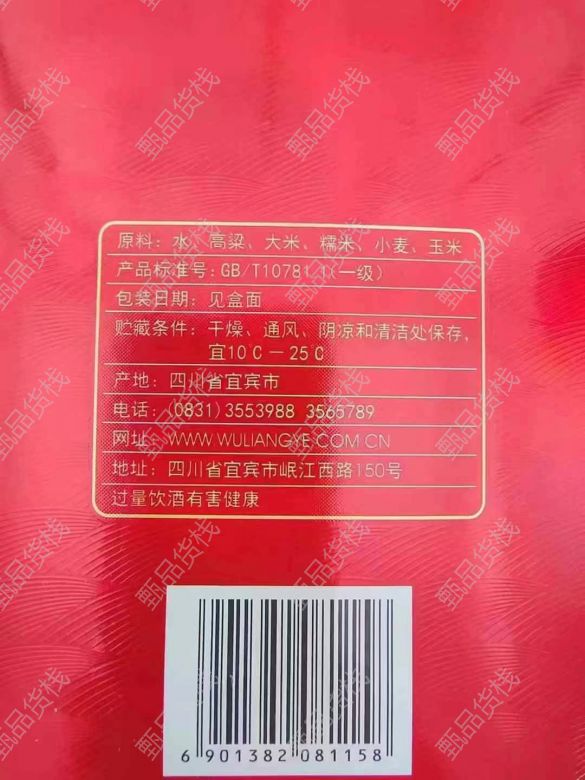 原料：水、高粱、大米、糯米、小麦、玉米
产品标准号：GB/T10781.1(一级)
包装日期：见盒面
贮藏条件：干燥、通风、阴凉和清洁处保存，
宜10℃－25℃
产地：四川省宜宾市
电话：(0831)3553988 3565789
网址：WWW.WULIANGYE.COM.CN
地址：四川省宜宾市岷江西路150号
过量饮酒有害健康
6 901382 081158
甄品货栈